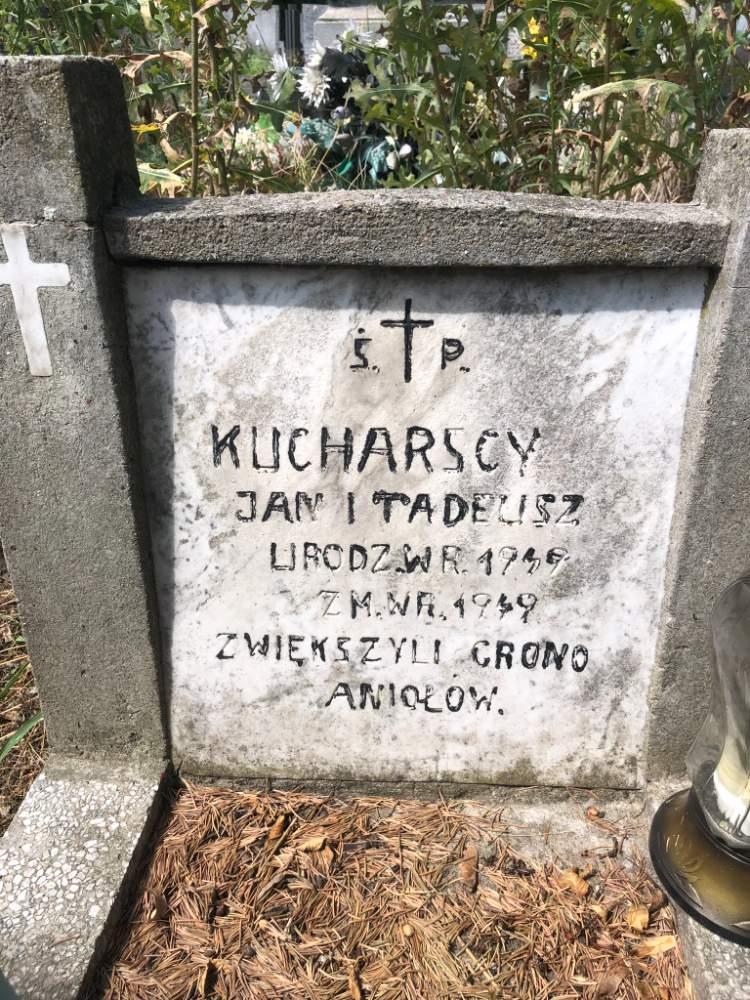 Ś. P.
KUCHARSCY
JAN I TADEUSZ
URODZ. W R. 1949
ZM. W R. 1949
ZWIĘKSZYLI GRONO
ANIOŁÓW.